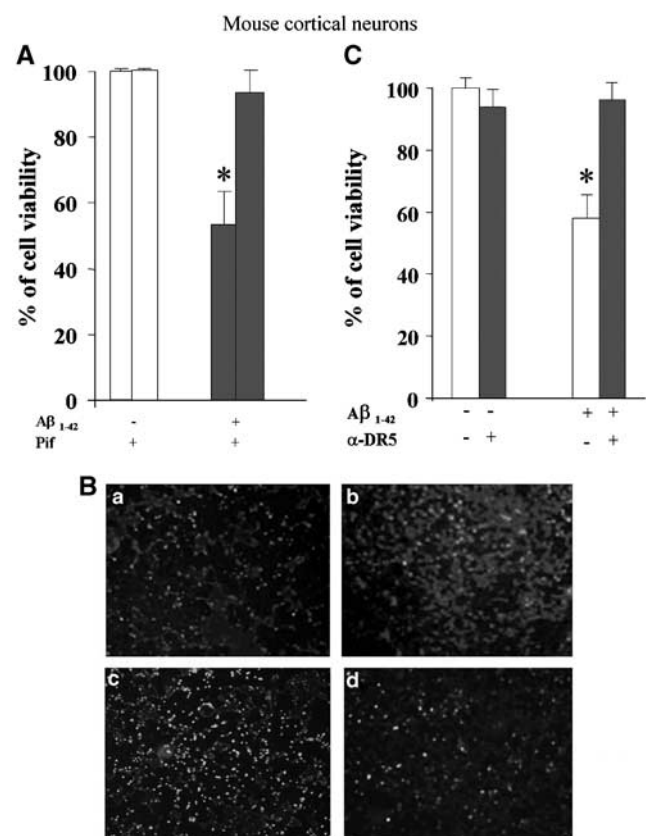 Mouse cortical neurons
A
% of cell viability
100
80
60
40
20
0
*
Aβ 1-42 - +
Pif + +
C
% of cell viability
100
80
60
40
20
0
*
Aβ 1-42 - - + +
α-DR5 - + - +
B
a
b
c
d